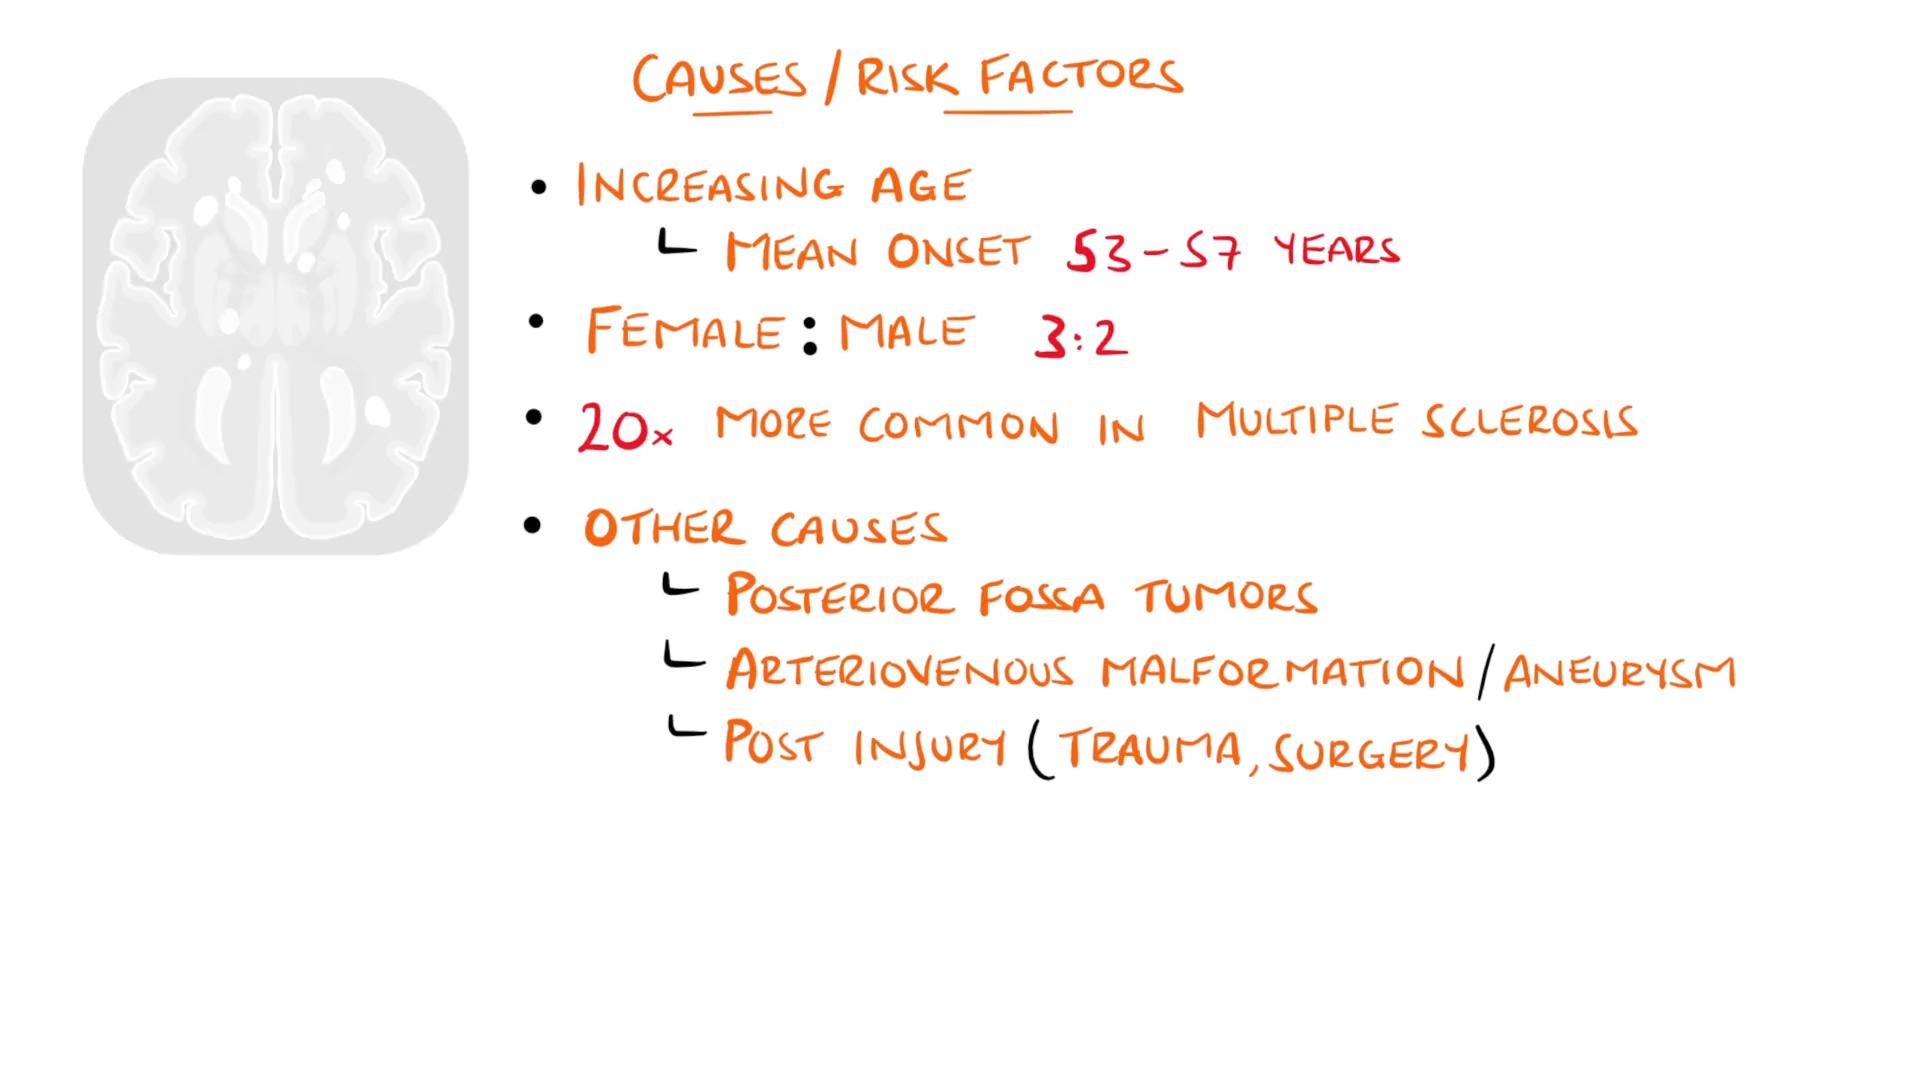 CAUSES / RISK FACTORS
• INCREASING AGE
MEAN ONSET 53-57 YEARS
• FEMALE : MALE 3:2
• 20x MORE COMMON IN MULTIPLE SCLEROSIS
• OTHER CAUSES
POSTERIOR FOSSA TUMORS
ARTERIOVENOUS MALFORMATION / ANEURYSM
POST INJURY (TRAUMA, SURGERY)